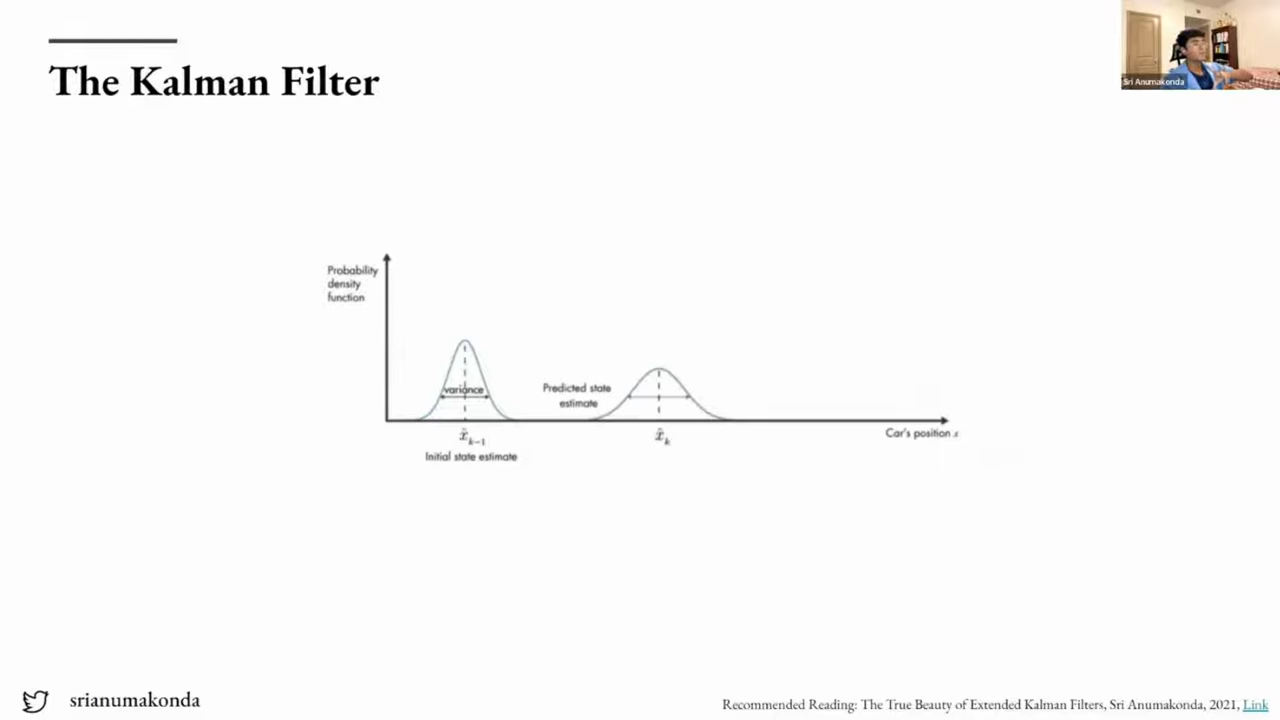 The Kalman Filter
Sri Anumakonda
Probability
density
function
variance
Predicted state
estimate
x̂ₖ₋₁
Initial state estimate
x̂ₖ
Car's position x
srianumakonda
Recommended Reading: The True Beauty of Extended Kalman Filters, Sri Anumakonda, 2021, Link